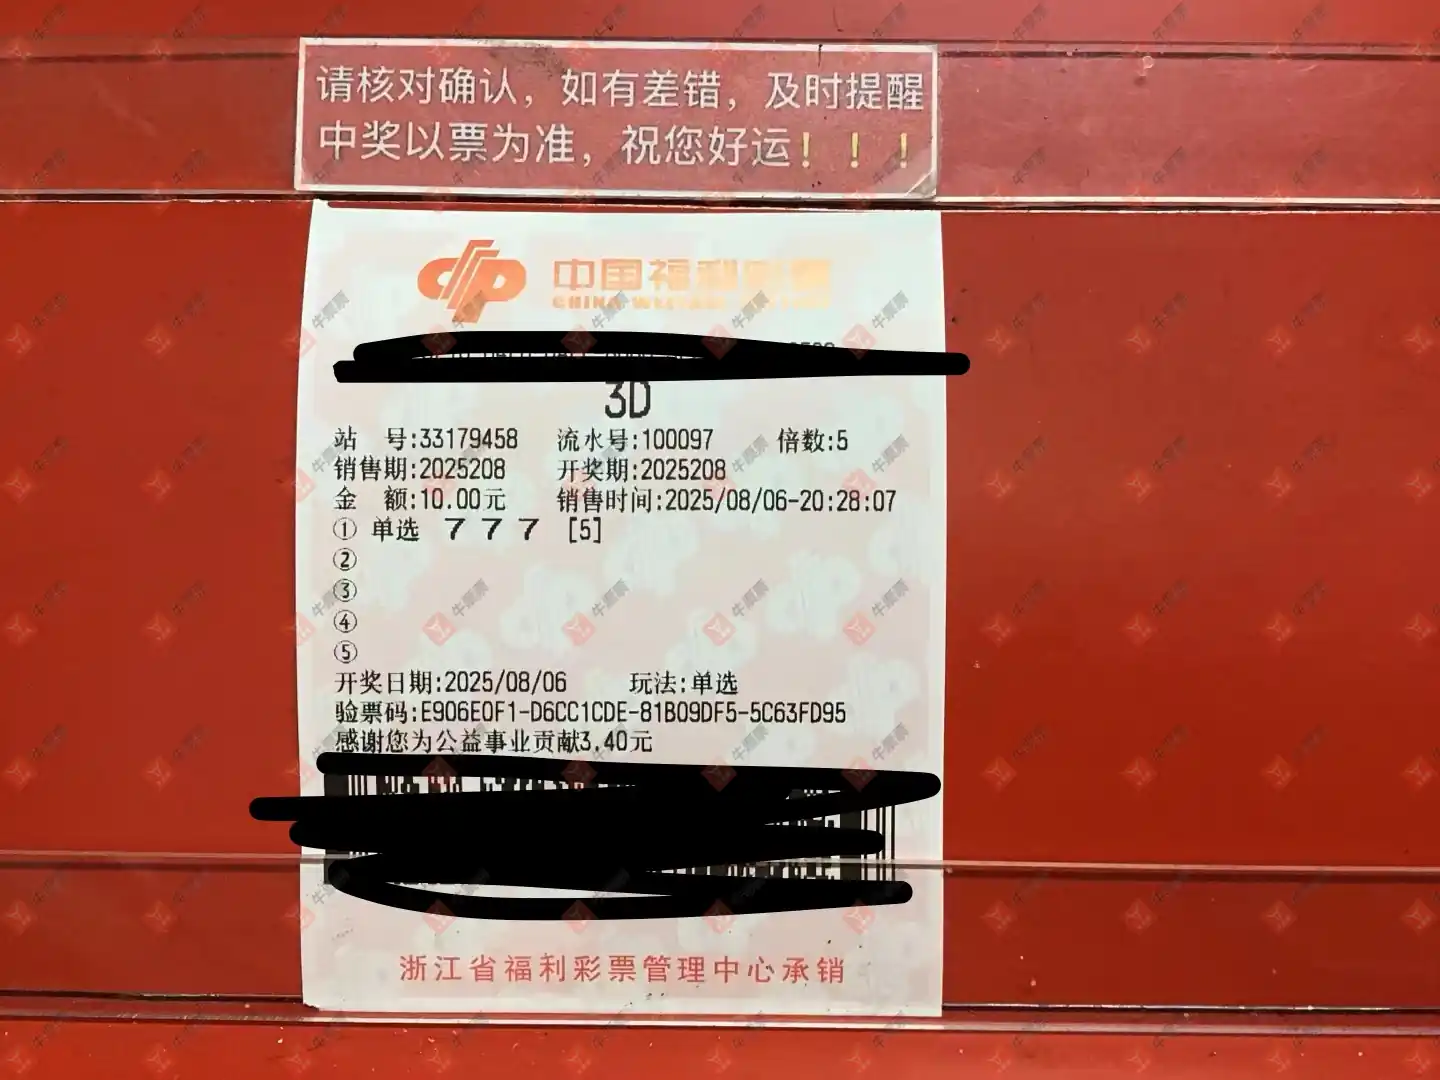 请核对确认，如有差错，及时提醒
中奖以票为准，祝您好运！！！
中国福利彩票
CHINA WELFARE LOTTERY
3D
站 号:33179458 流水号:100097 倍数:5
销售期:2025208 开奖期:2025208
金 额:10.00元 销售时间:2025/08/06-20:28:07
① 单选 7 7 7 [5]
②
③
④
⑤
开奖日期:2025/08/06 玩法:单选
验票码:E906E0F1-D6CC1CDE-81B09DF5-5C63FD95
感谢您为公益事业贡献3.40元
浙江省福利彩票管理中心承销
牛票票